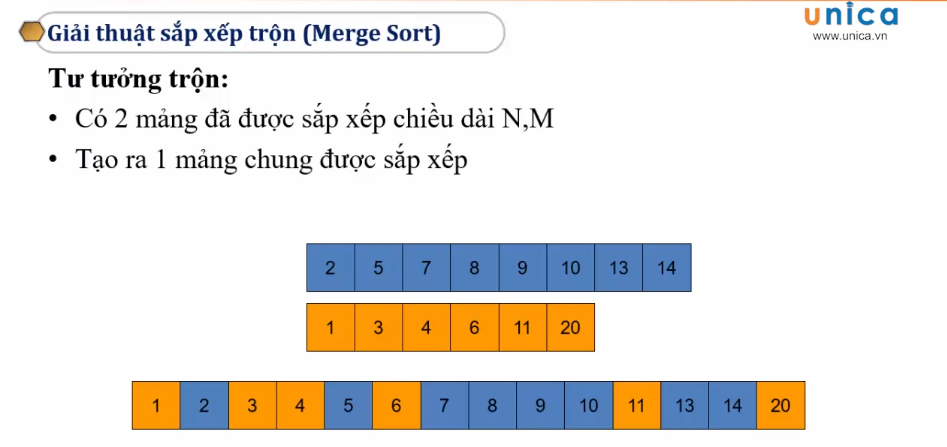 unica
www.unica.vn
Giải thuật sắp xếp trộn (Merge Sort)
Tư tưởng trộn:
• Có 2 mảng đã được sắp xếp chiều dài N,M
• Tạo ra 1 mảng chung được sắp xếp
2 5 7 8 9 10 13 14
1 3 4 6 11 20
1 2 3 4 5 6 7 8 9 10 11 13 14 20